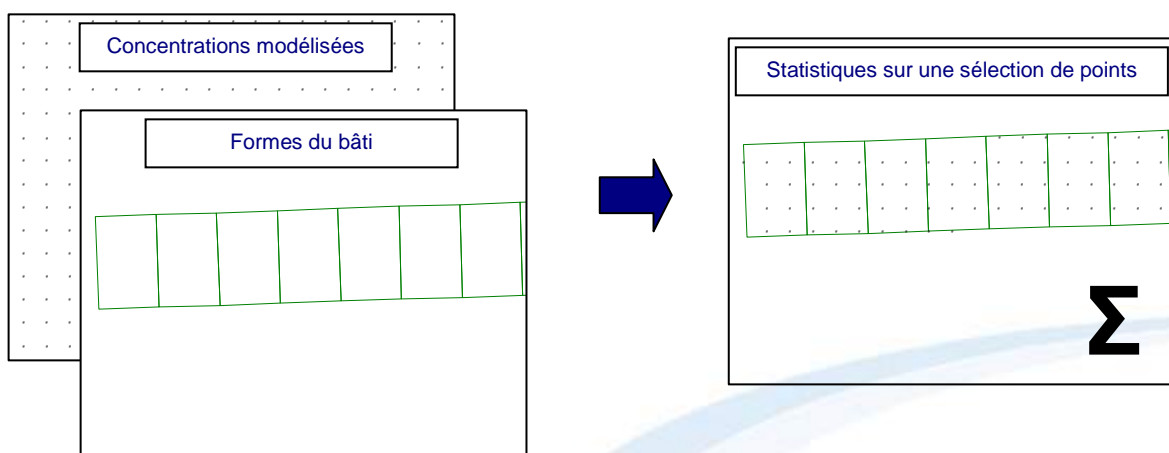 Concentrations modélisées
Formes du bâti
Statistiques sur une sélection de points
Σ